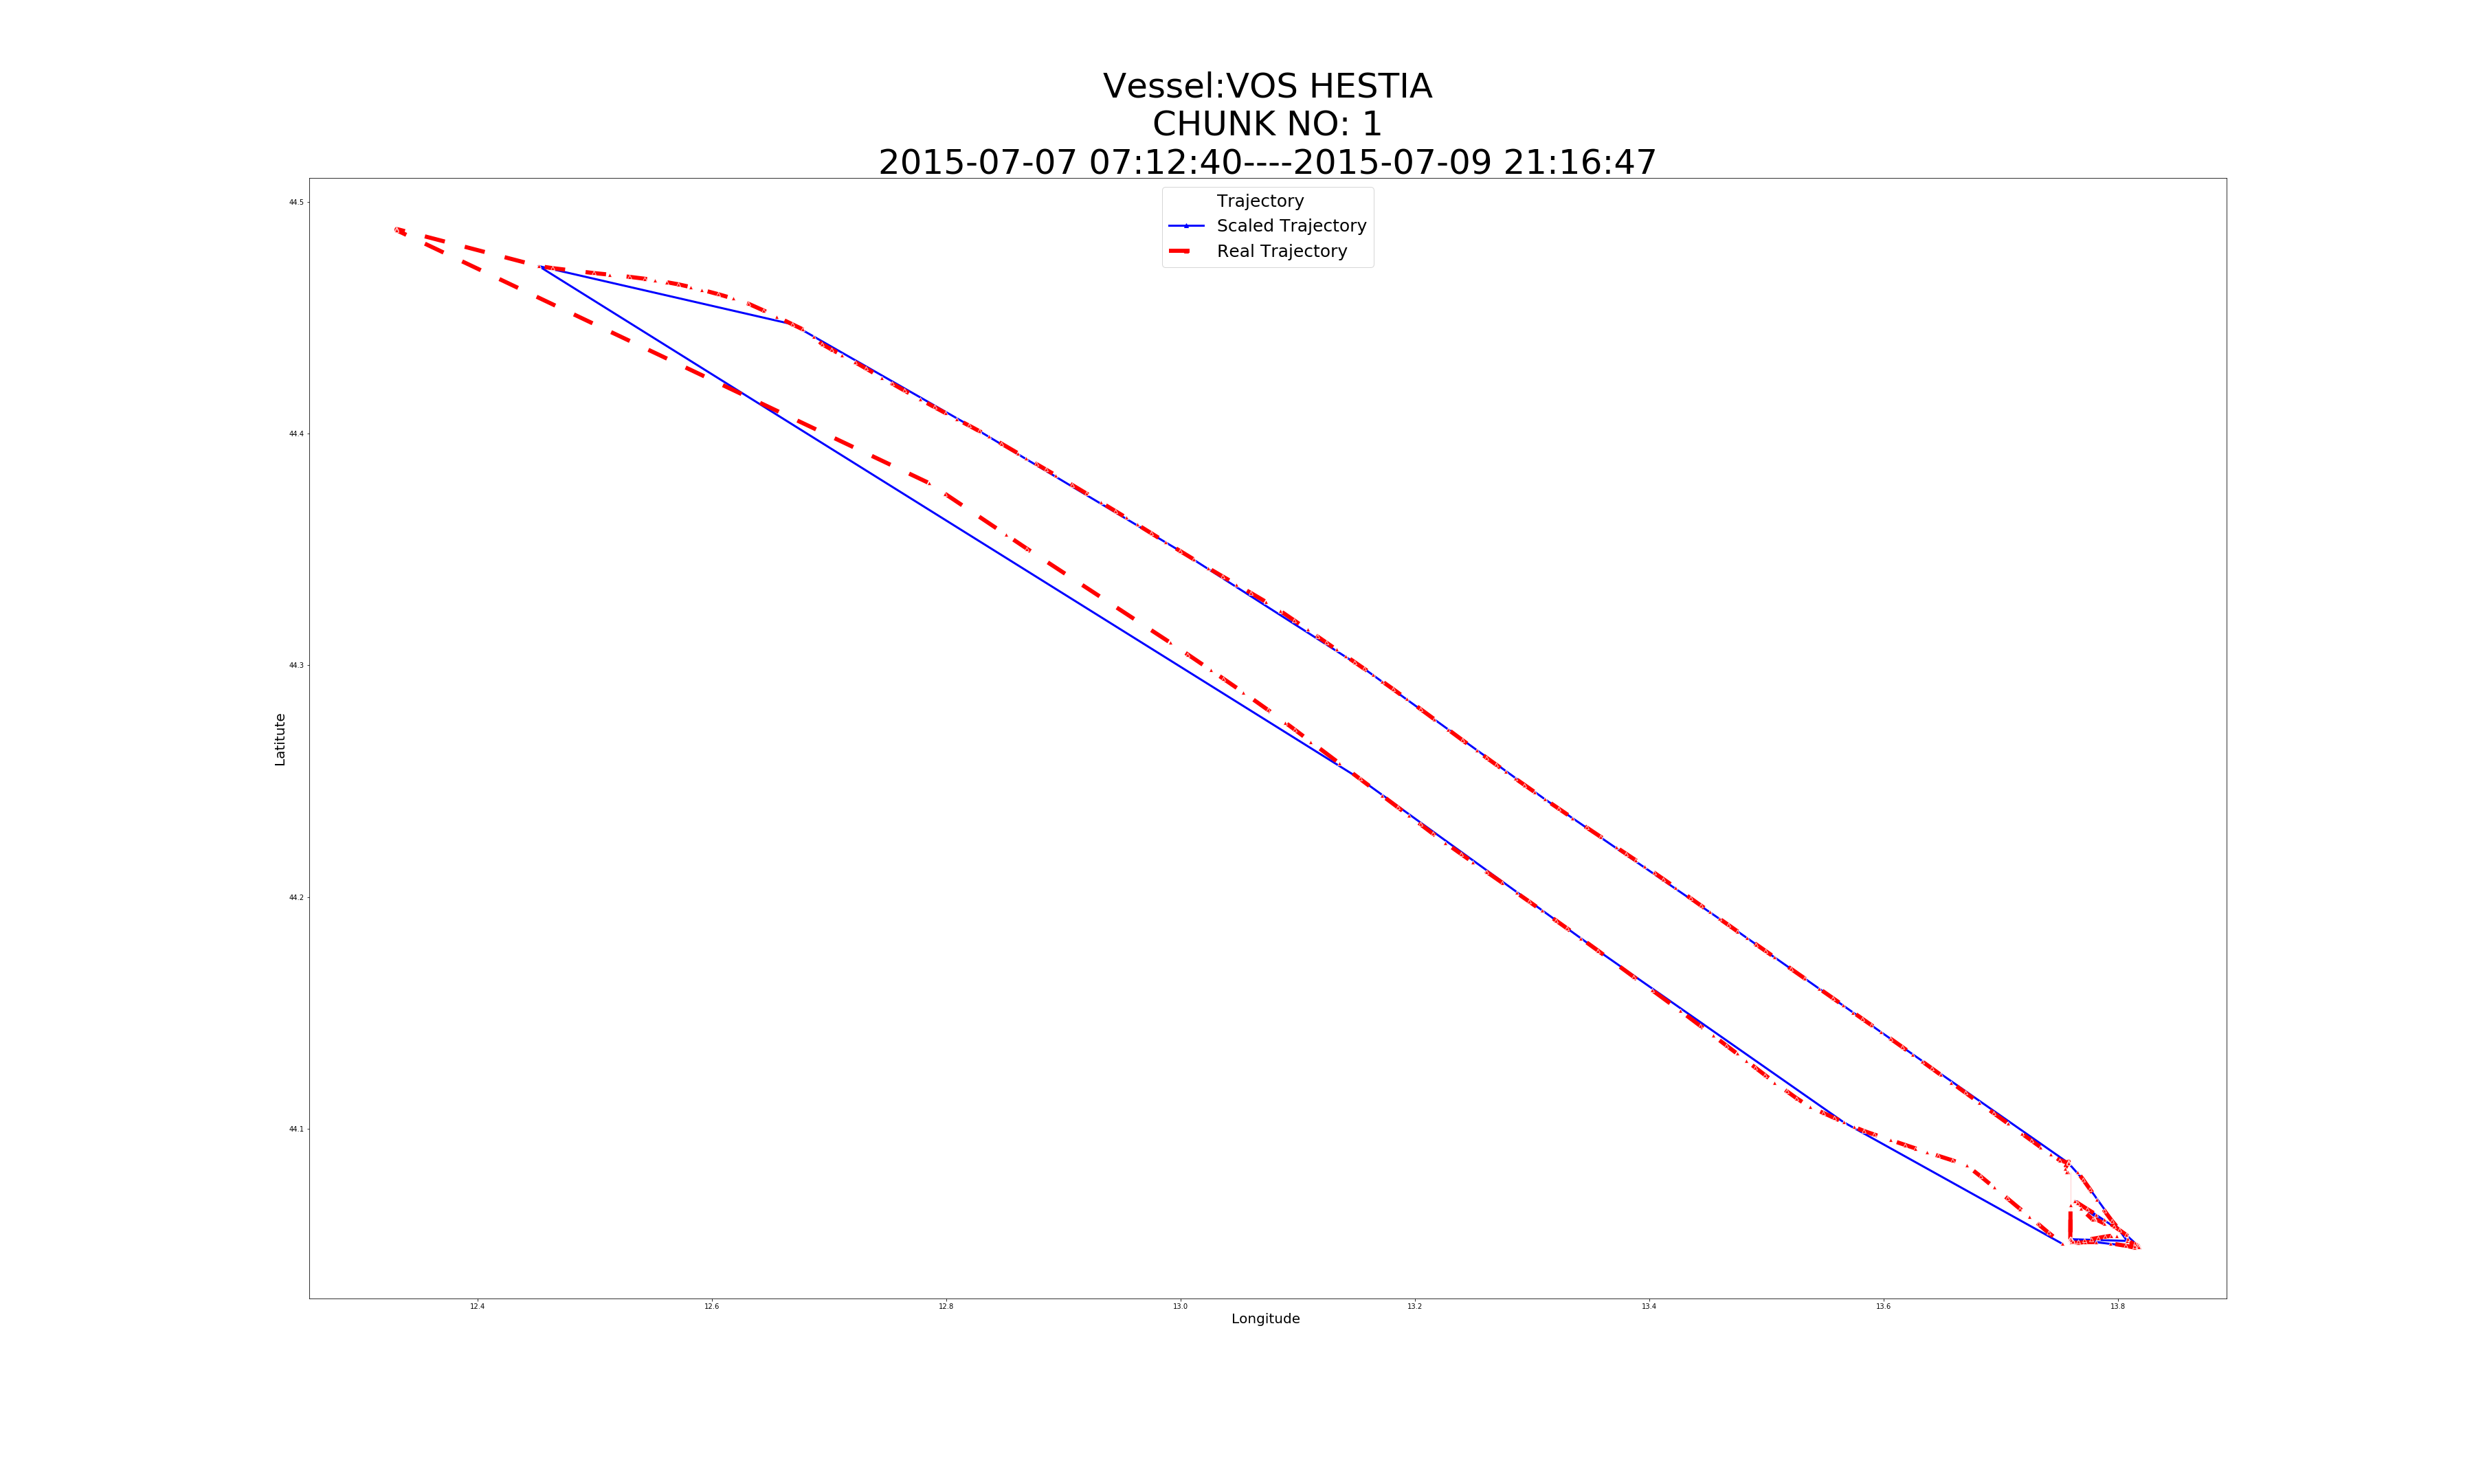 Vessel:VOS HESTIA
CHUNK NO: 1
2015-07-07 07:12:40----2015-07-09 21:16:47
Trajectory
Scaled Trajectory
Real Trajectory
44.5
44.4
44.3
44.2
44.1
Latitute
12.4 12.6 12.8 13.0 13.2 13.4 13.6 13.8
Longitude